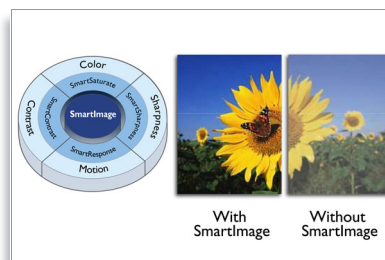 Color
SmartSaturate
Contrast
SmartContrast
SmartImage
SmartSharpness
Sharpness
SmartResponse
Motion
With
SmartImage
Without
SmartImage